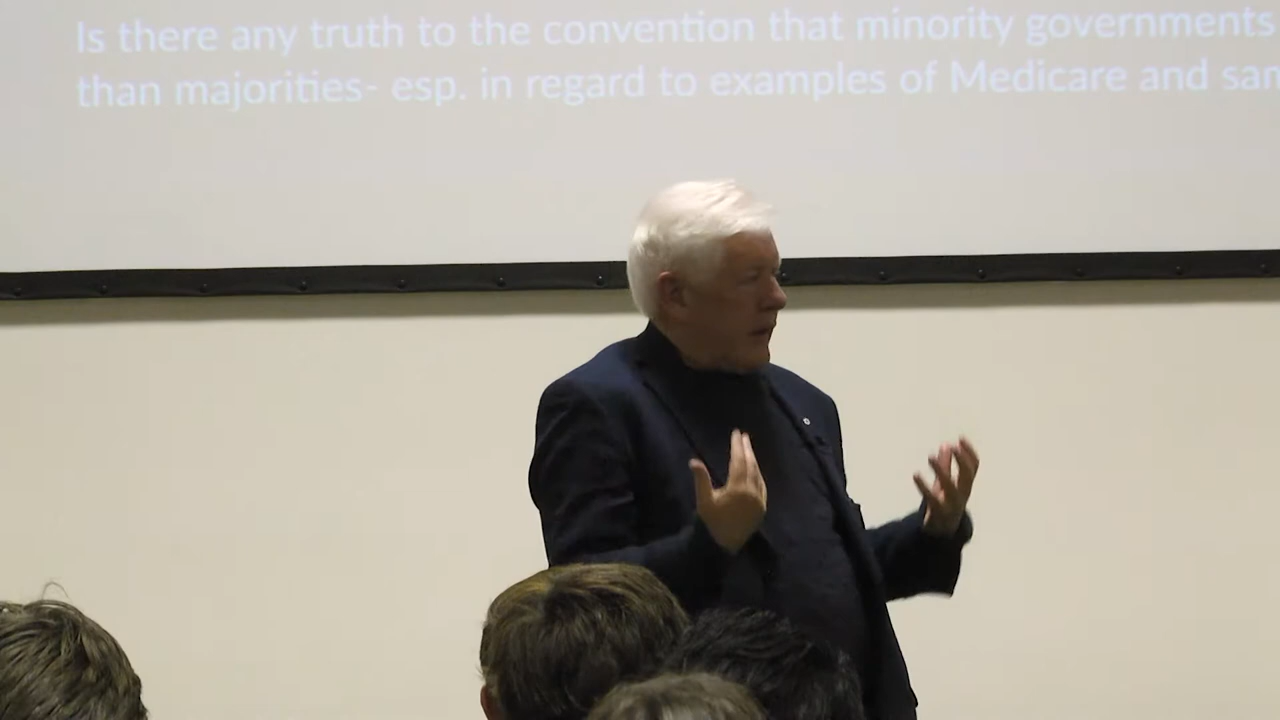 Is there any truth to the convention that minority governments
than majorities- esp. in regard to examples of Medicare and